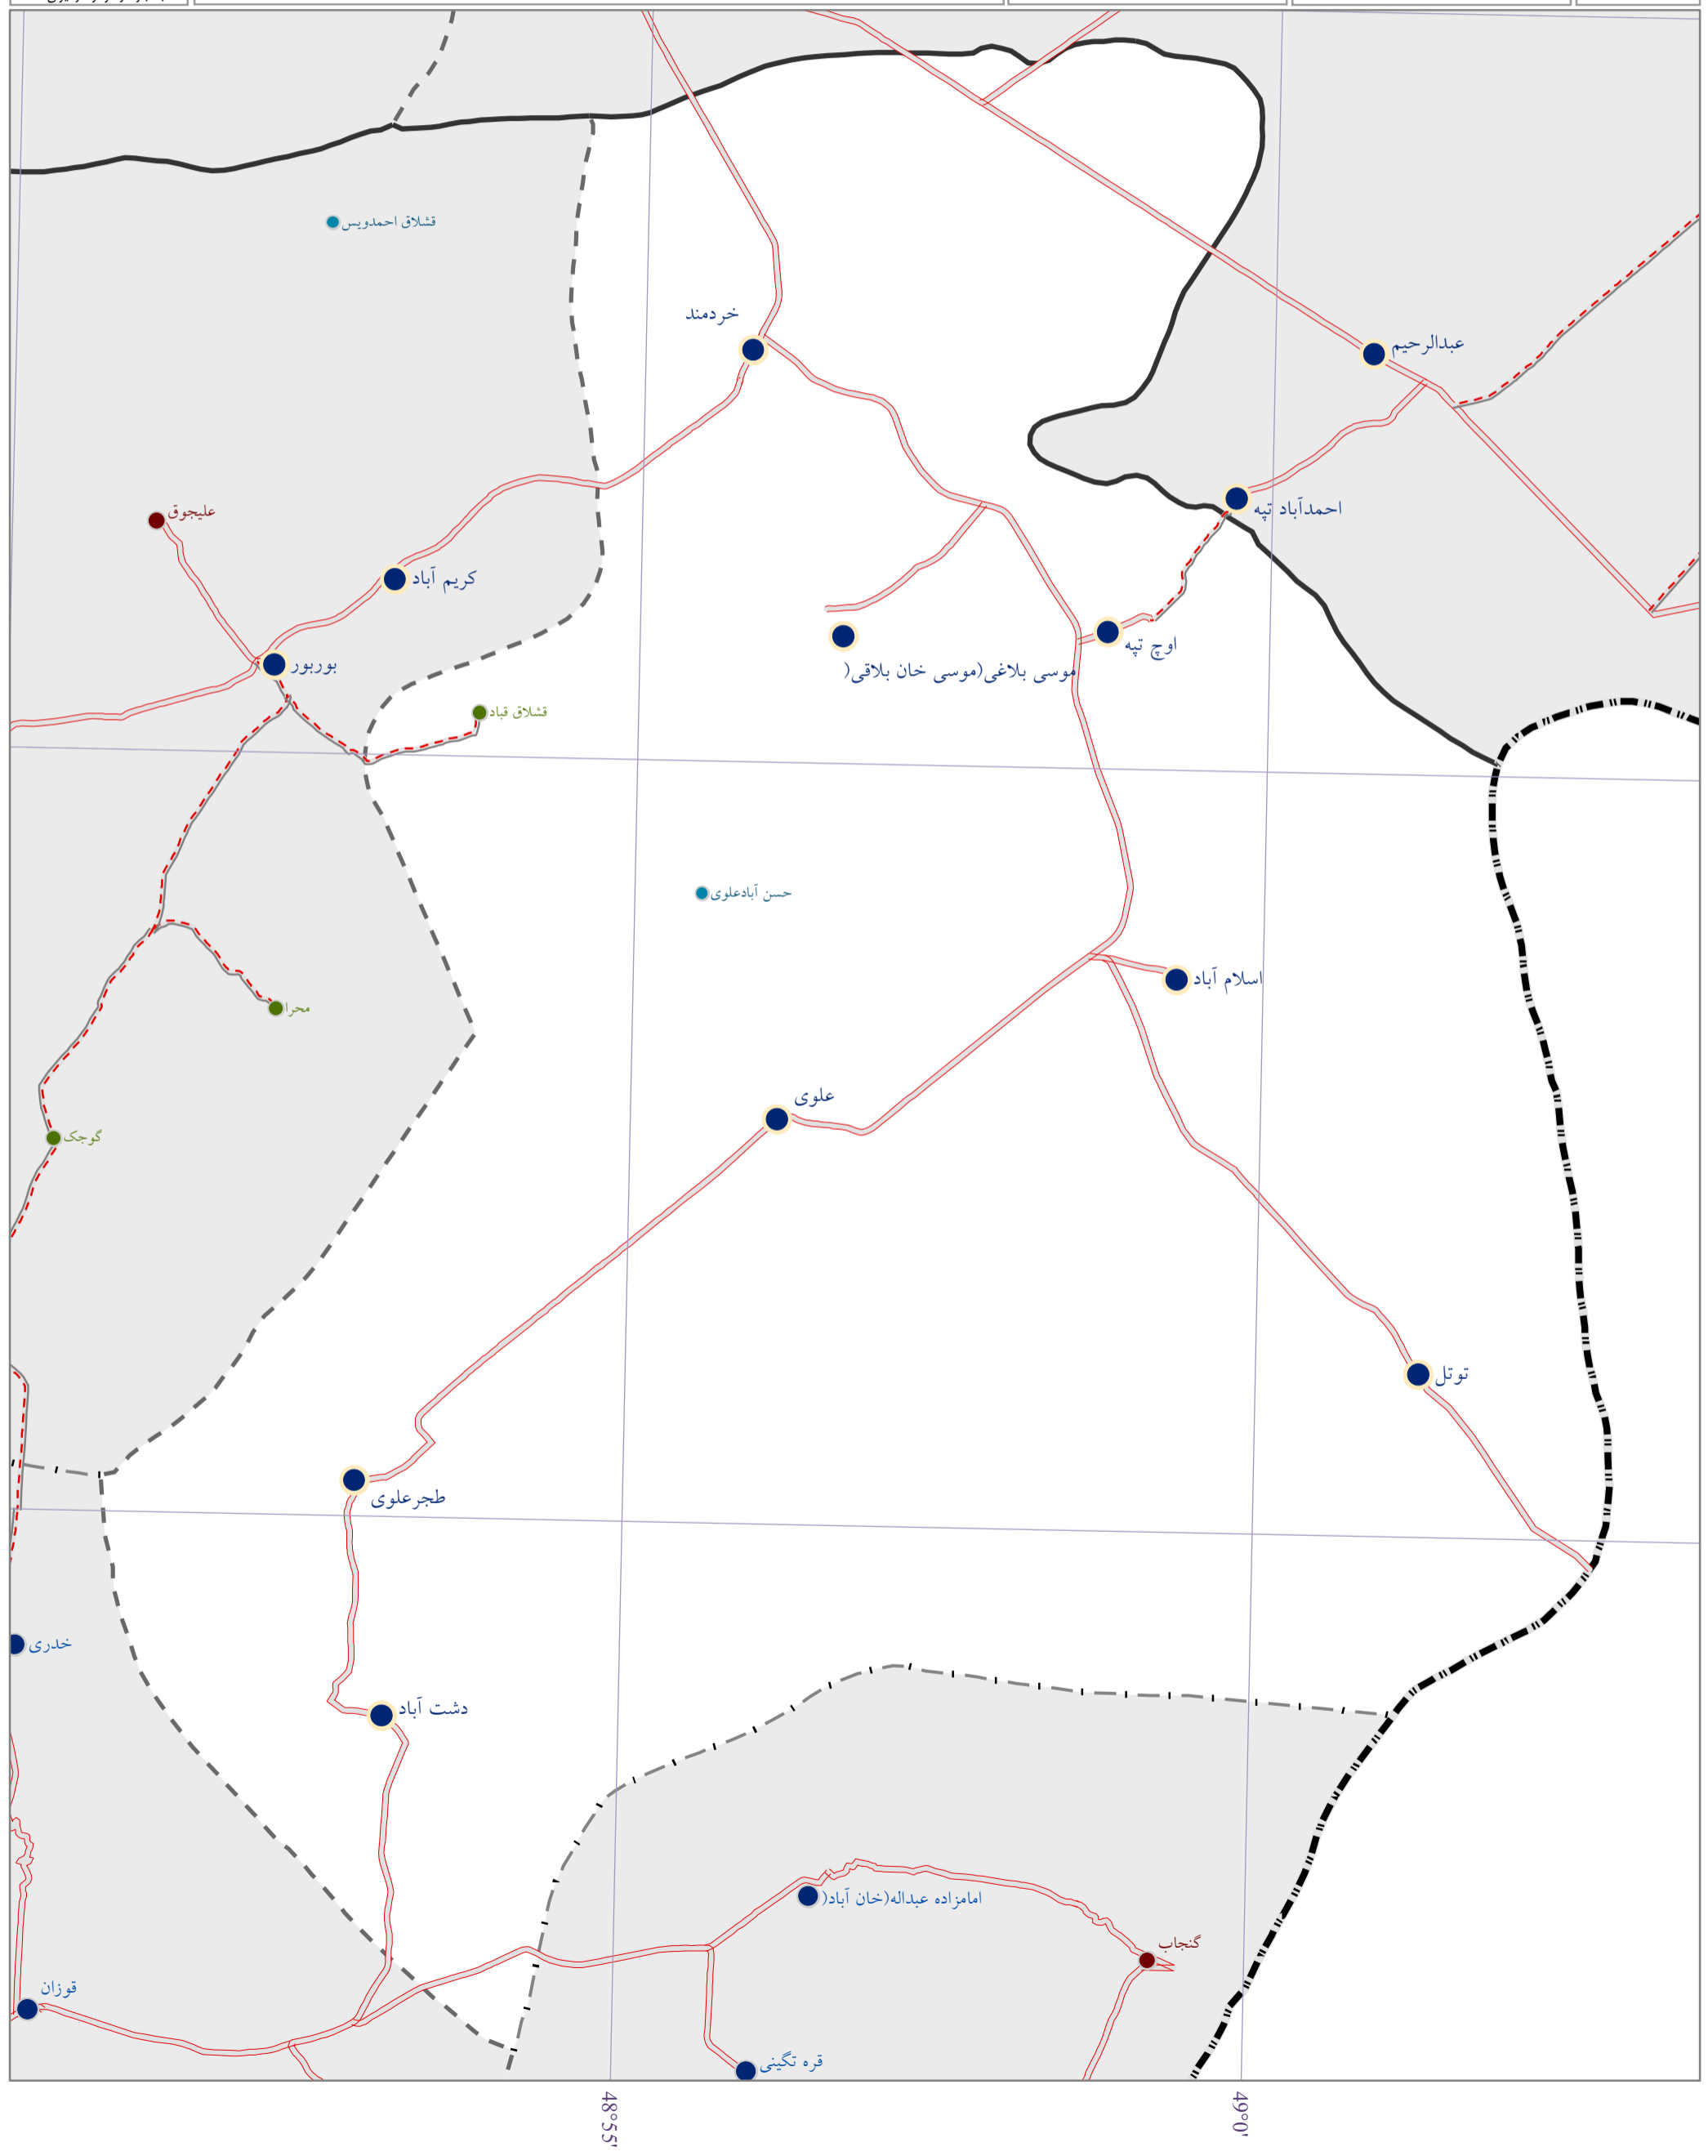 قشلاق احمدویس
خردمند
عبدالرحیم
احمدآباد تپه
علیجوق
کریم آباد
اوچ تپه
بوربور
موسی بلاغی(موسی خان بلاقی(
قشلاق قباد
حسن آبادعلوی
اسلام آباد
محرا
علوی
گوجک
توتل
طجرعلوی
خدری
دشت آباد
امامزاده عبداله(خان آباد(
گنجاب
قوزان
قره تگینی
48°55'
49°0'